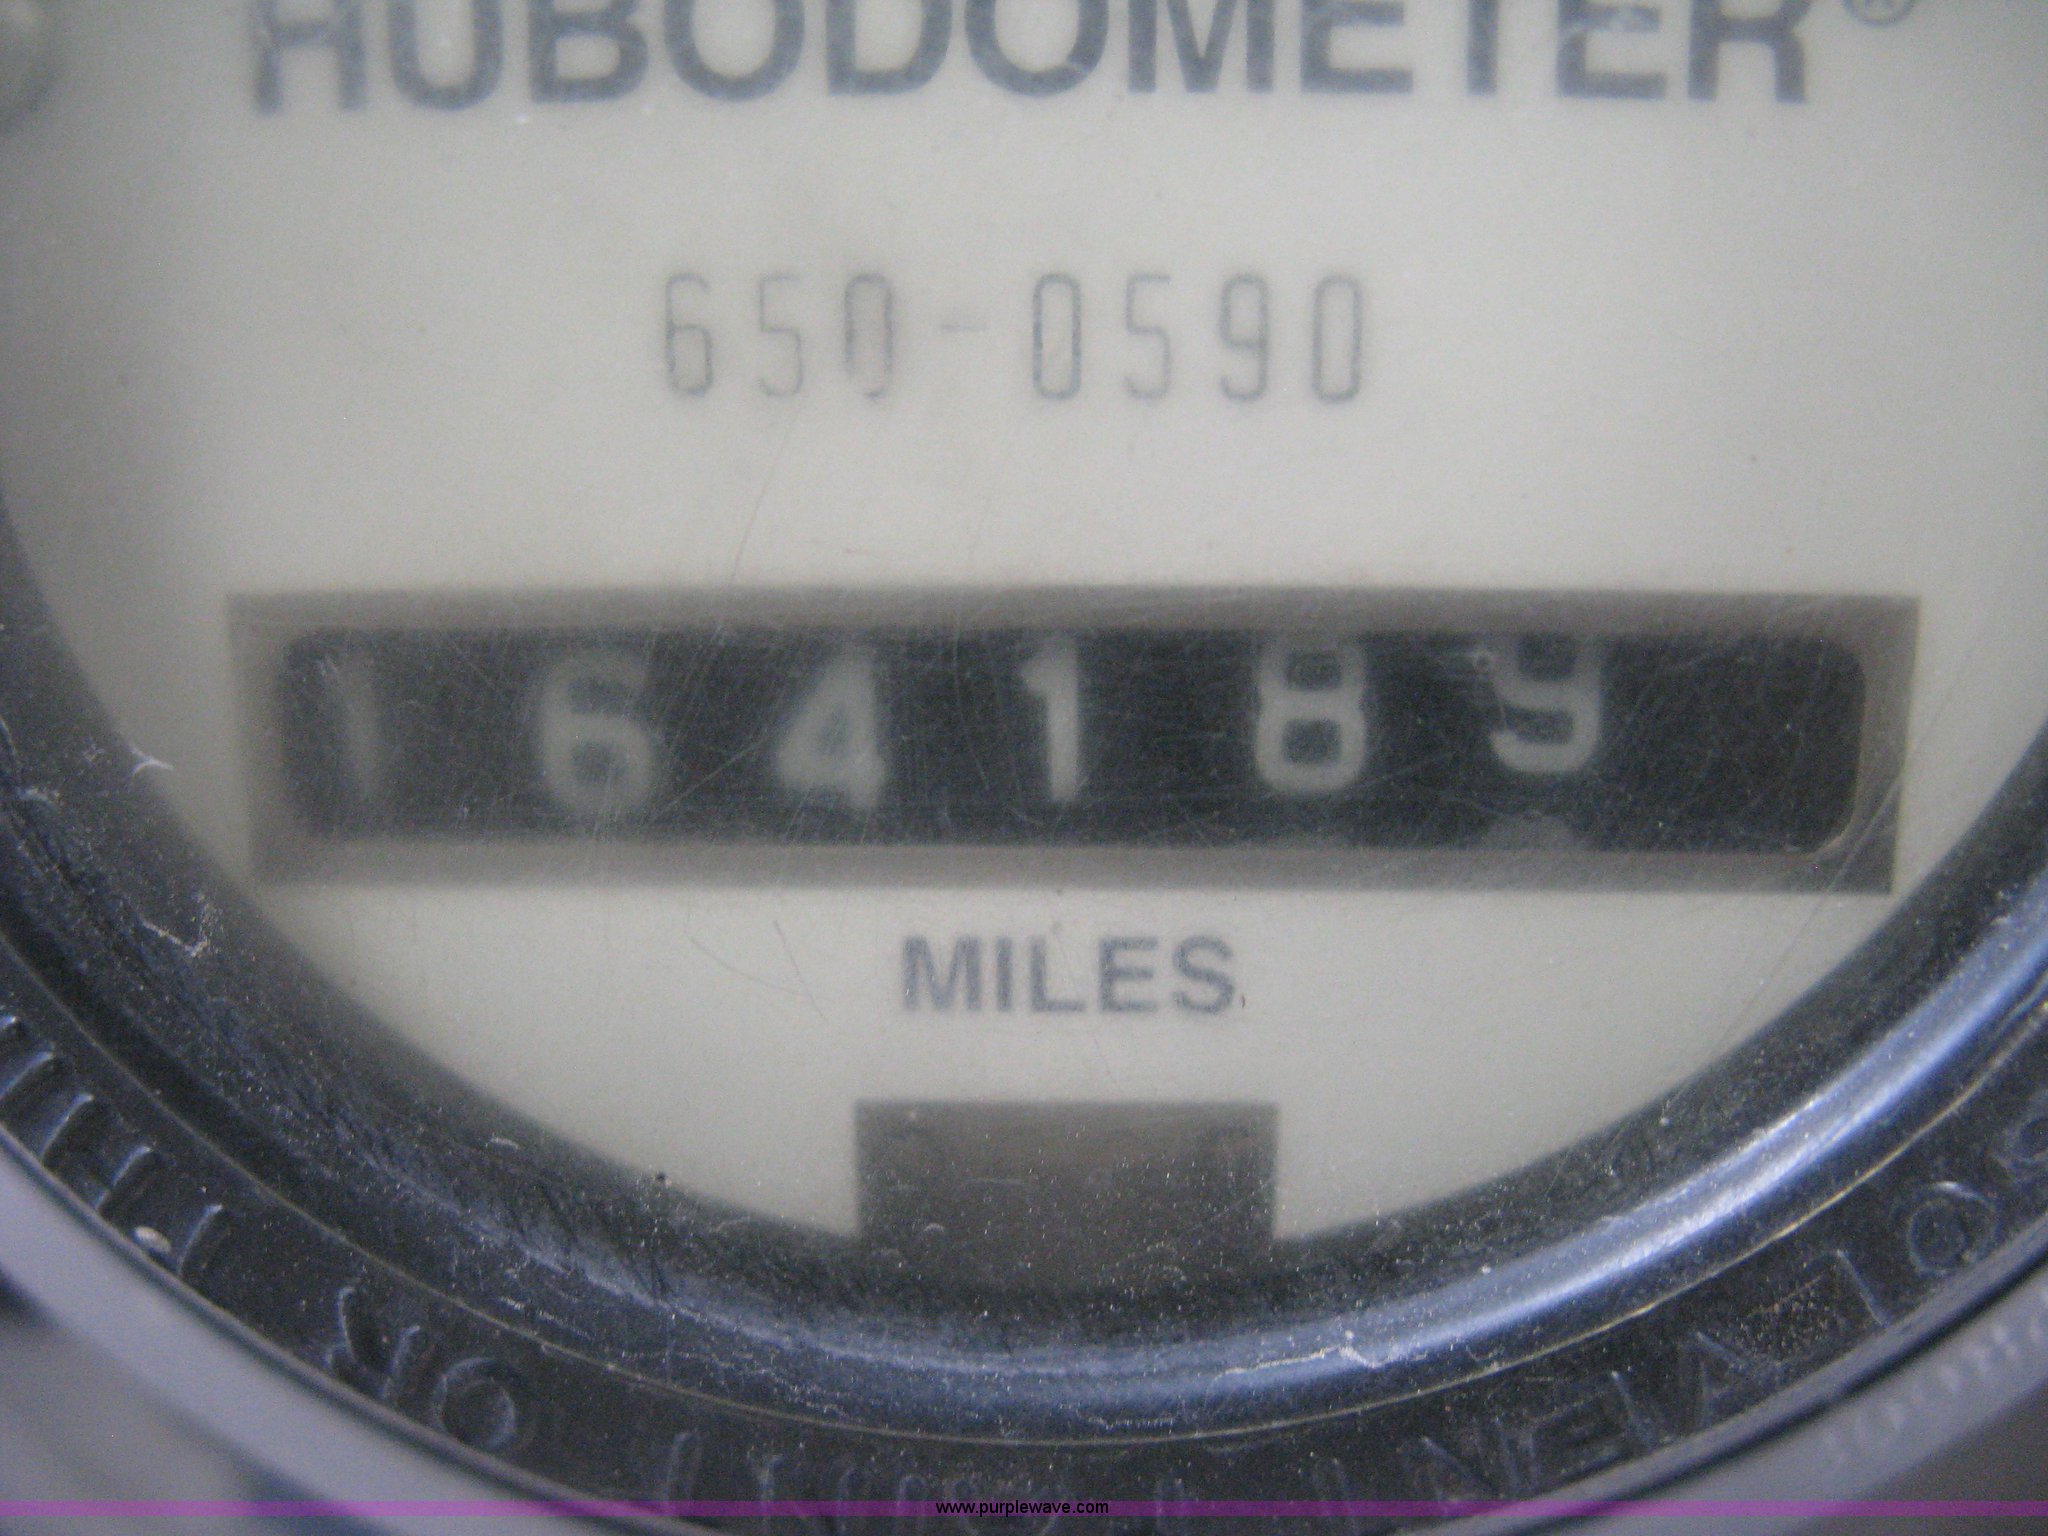 HUBODOMETER®
650-0590
164189
MILES
www.purplewave.com